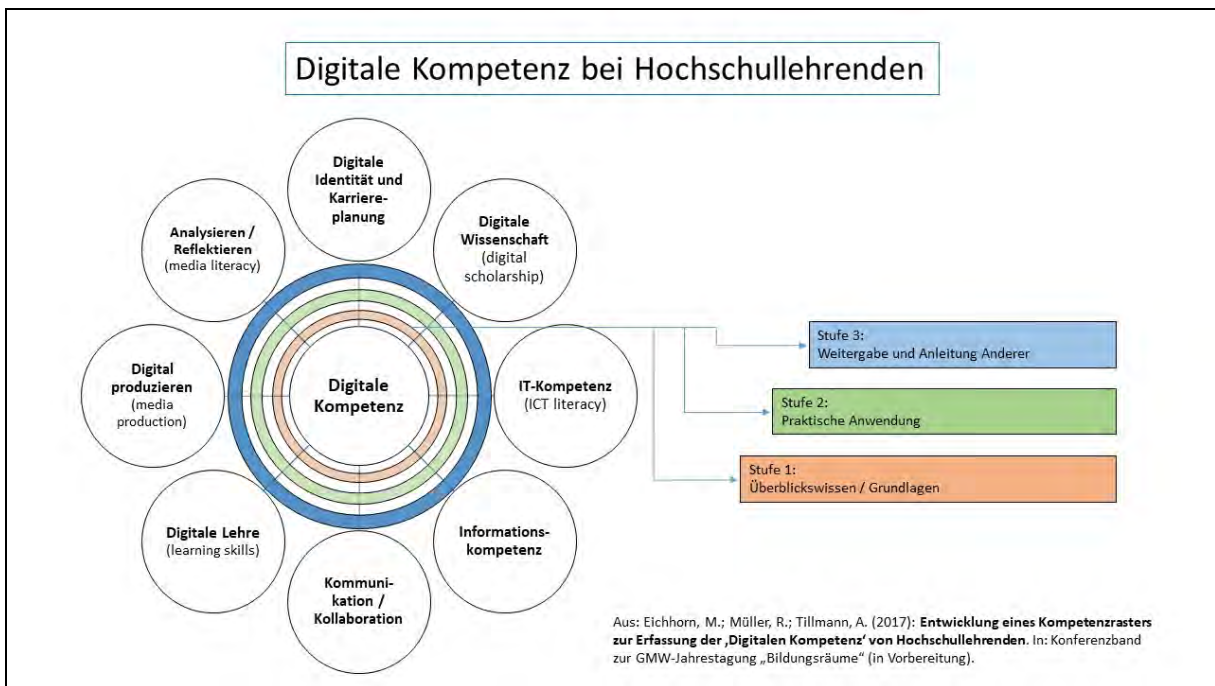 Digitale Kompetenz bei Hochschullehrenden
Digitale
Identität und
Karriere-
planung
Digitale
Wissenschaft
(digital
scholarship)
IT-Kompetenz
(ICT literacy)
Informations-
kompetenz
Kommuni-
kation /
Kollaboration
Digitale Lehre
(learning skills)
Digital
produzieren
(media
production)
Analysieren /
Reflektieren
(media literacy)
Digitale
Kompetenz
Stufe 3:
Weitergabe und Anleitung Anderer
Stufe 2:
Praktische Anwendung
Stufe 1:
Überblickswissen / Grundlagen
Aus: Eichhorn, M.; Müller, R.; Tillmann, A. (2017): Entwicklung eines Kompetenzrasters
zur Erfassung der ‚Digitalen Kompetenz‘ von Hochschullehrenden. In: Konferenzband
zur GMW-Jahrestagung „Bildungsräume“ (in Vorbereitung).